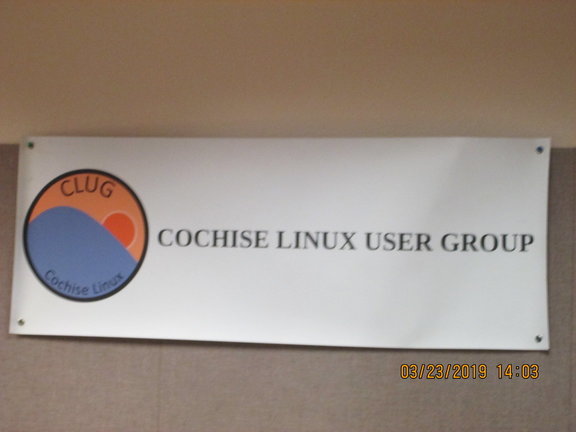 CLUG
Cochise Linux
COCHISE LINUX USER GROUP
03/23/2019 14:03